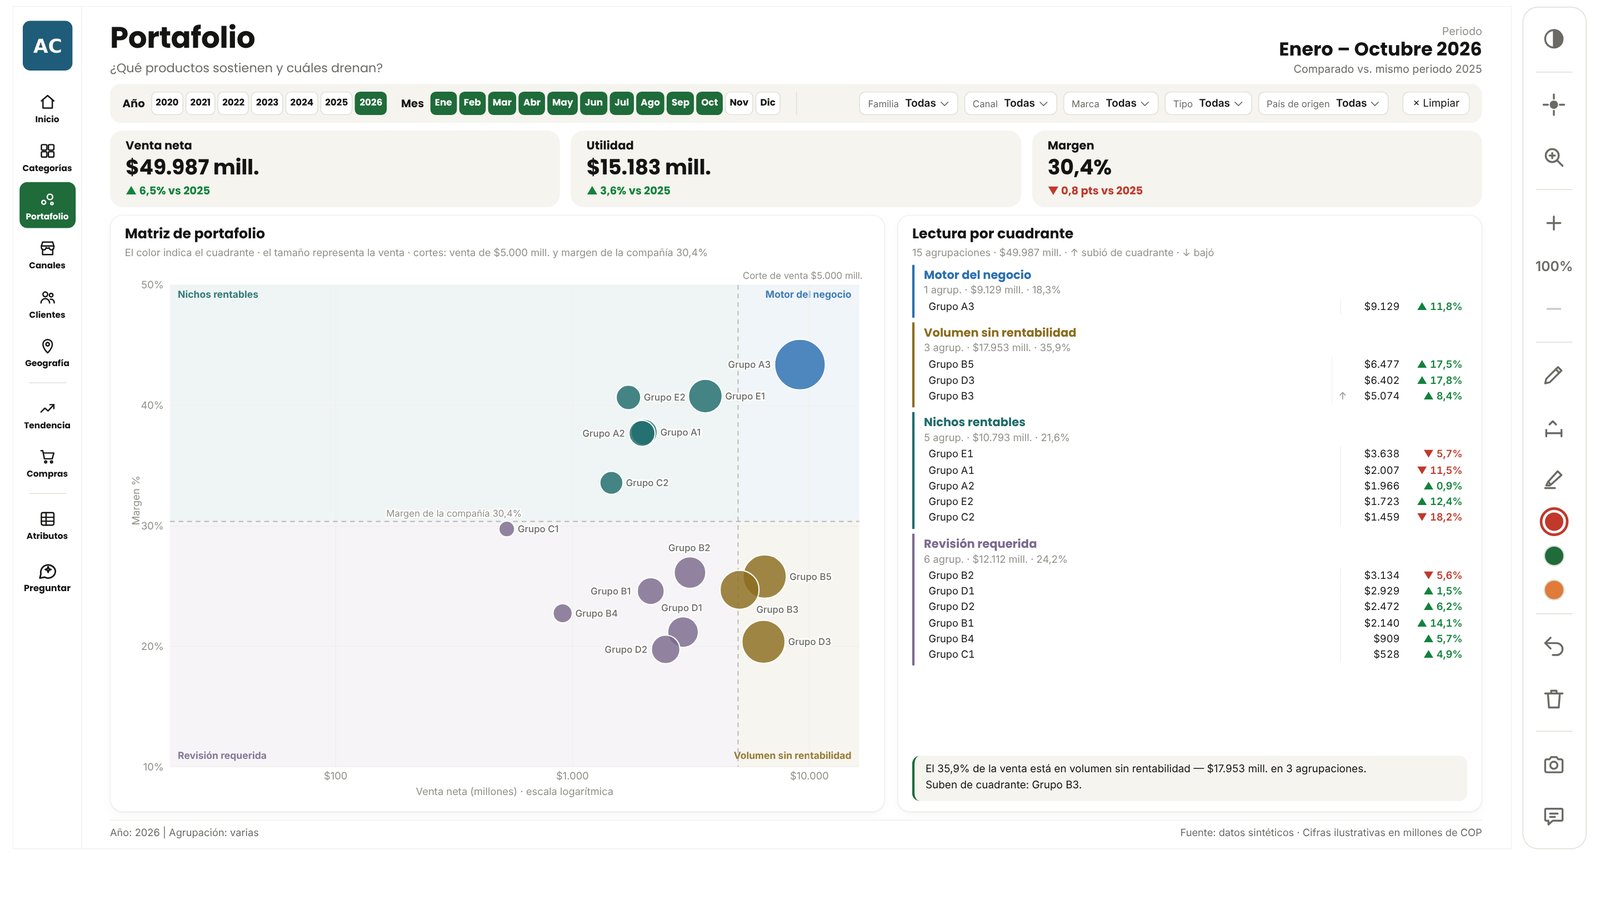 AC
Inicio
Categorías
Portafolio
Canales
Clientes
Geografía
Tendencia
Compras
Atributos
Preguntar
Portafolio
¿Qué productos sostienen y cuáles drenan?
Periodo
Enero – Octubre 2026
Comparado vs. mismo periodo 2025
Año 2020 2021 2022 2023 2024 2025 2026 Mes Ene Feb Mar Abr May Jun Jul Ago Sep Oct Nov Dic Familia Todas Canal Todas Marca Todas Tipo Todas País de origen Todas × Limpiar
Venta neta
$49.987 mill.
▲ 6,5% vs 2025
Utilidad
$15.183 mill.
▲ 3,6% vs 2025
Margen
30,4%
▼ 0,8 pts vs 2025
Matriz de portafolio
El color indica el cuadrante · el tamaño representa la venta · cortes: venta de $5.000 mill. y margen de la compañía 30,4%
Corte de venta $5.000 mill.
50%
Nichos rentables
Motor del negocio
Grupo A3
40%
Grupo E2
Grupo E1
Grupo A2
Grupo A1
Grupo C2
Margen %
Margen de la compañía 30,4%
30%
Grupo C1
Grupo B2
Grupo B5
Grupo B1
Grupo D1
Grupo B3
Grupo B4
20%
Grupo D2
Grupo D3
Revisión requerida
Volumen sin rentabilidad
10%
$100
$1.000
$10.000
Venta neta (millones) · escala logarítmica
Lectura por cuadrante
15 agrupaciones · $49.987 mill. · ↑ subió de cuadrante · ↓ bajó
Motor del negocio
1 agrup. · $9.129 mill. · 18,3%
Grupo A3 $9.129 ▲ 11,8%
Volumen sin rentabilidad
3 agrup. · $17.953 mill. · 35,9%
Grupo B5 $6.477 ▲ 17,5%
Grupo D3 $6.402 ▲ 17,8%
Grupo B3 ↑ $5.074 ▲ 8,4%
Nichos rentables
5 agrup. · $10.793 mill. · 21,6%
Grupo E1 $3.638 ▼ 5,7%
Grupo A1 $2.007 ▼ 11,5%
Grupo A2 $1.966 ▲ 0,9%
Grupo E2 $1.723 ▲ 12,4%
Grupo C2 $1.459 ▼ 18,2%
Revisión requerida
6 agrup. · $12.112 mill. · 24,2%
Grupo B2 $3.134 ▼ 5,6%
Grupo D1 $2.929 ▲ 1,5%
Grupo D2 $2.472 ▲ 6,2%
Grupo B1 $2.140 ▲ 14,1%
Grupo B4 $909 ▲ 5,7%
Grupo C1 $528 ▲ 4,9%
El 35,9% de la venta está en volumen sin rentabilidad — $17.953 mill. en 3 agrupaciones.
Suben de cuadrante: Grupo B3.
Año: 2026 | Agrupación: varias
Fuente: datos sintéticos · Cifras ilustrativas en millones de COP
100%